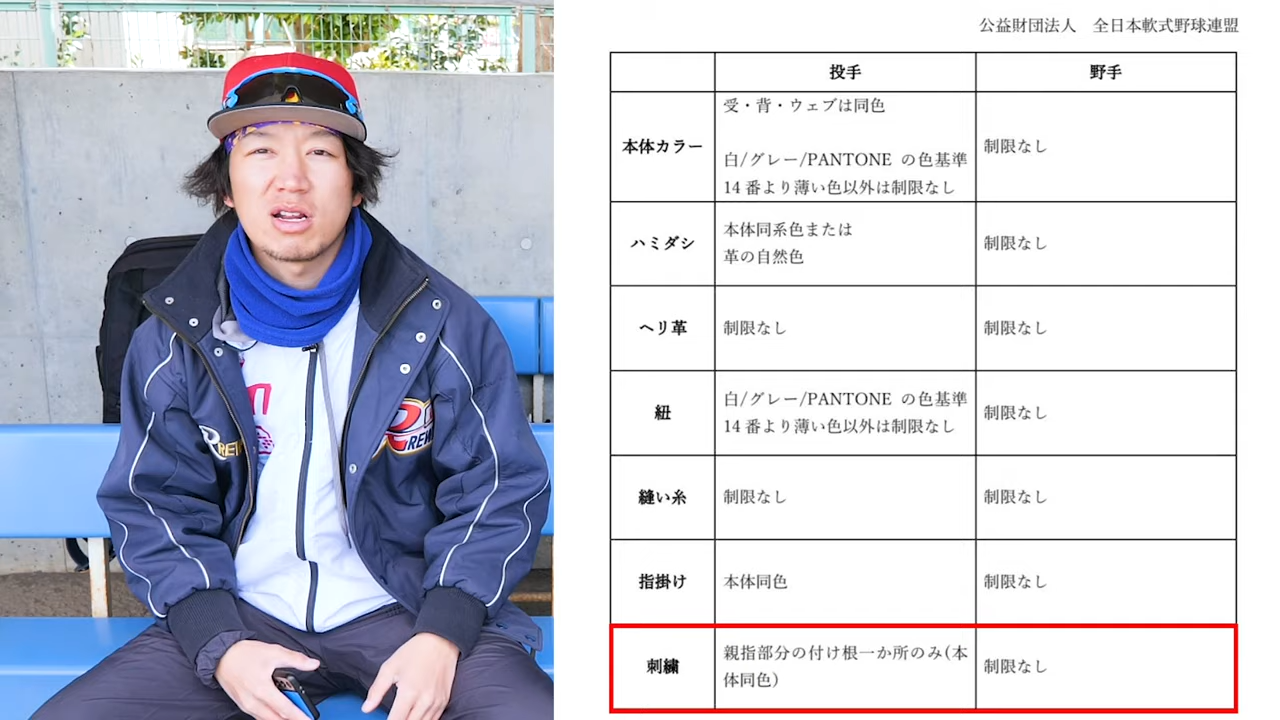 公益財団法人　全日本軟式野球連盟
投手
野手
本体カラー
受・背・ウェブは同色
白/グレー/PANTONE の色基準
14 番より薄い色以外は制限なし
制限なし
ハミダシ
本体同系色または
革の自然色
制限なし
ヘリ革
制限なし
制限なし
紐
白/グレー/PANTONE の色基準
14 番より薄い色以外は制限なし
制限なし
縫い糸
制限なし
制限なし
指掛け
本体同色
制限なし
刺繍
親指部分の付け根一か所のみ(本
体同色)
制限なし